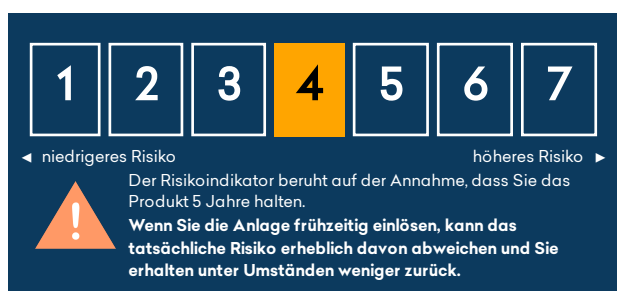 1 2 3 4 5 6 7
◄ niedrigeres Risiko höheres Risiko ►
Der Risikoindikator beruht auf der Annahme, dass Sie das
Produkt 5 Jahre halten.
Wenn Sie die Anlage frühzeitig einlösen, kann das
tatsächliche Risiko erheblich davon abweichen und Sie
erhalten unter Umständen weniger zurück.